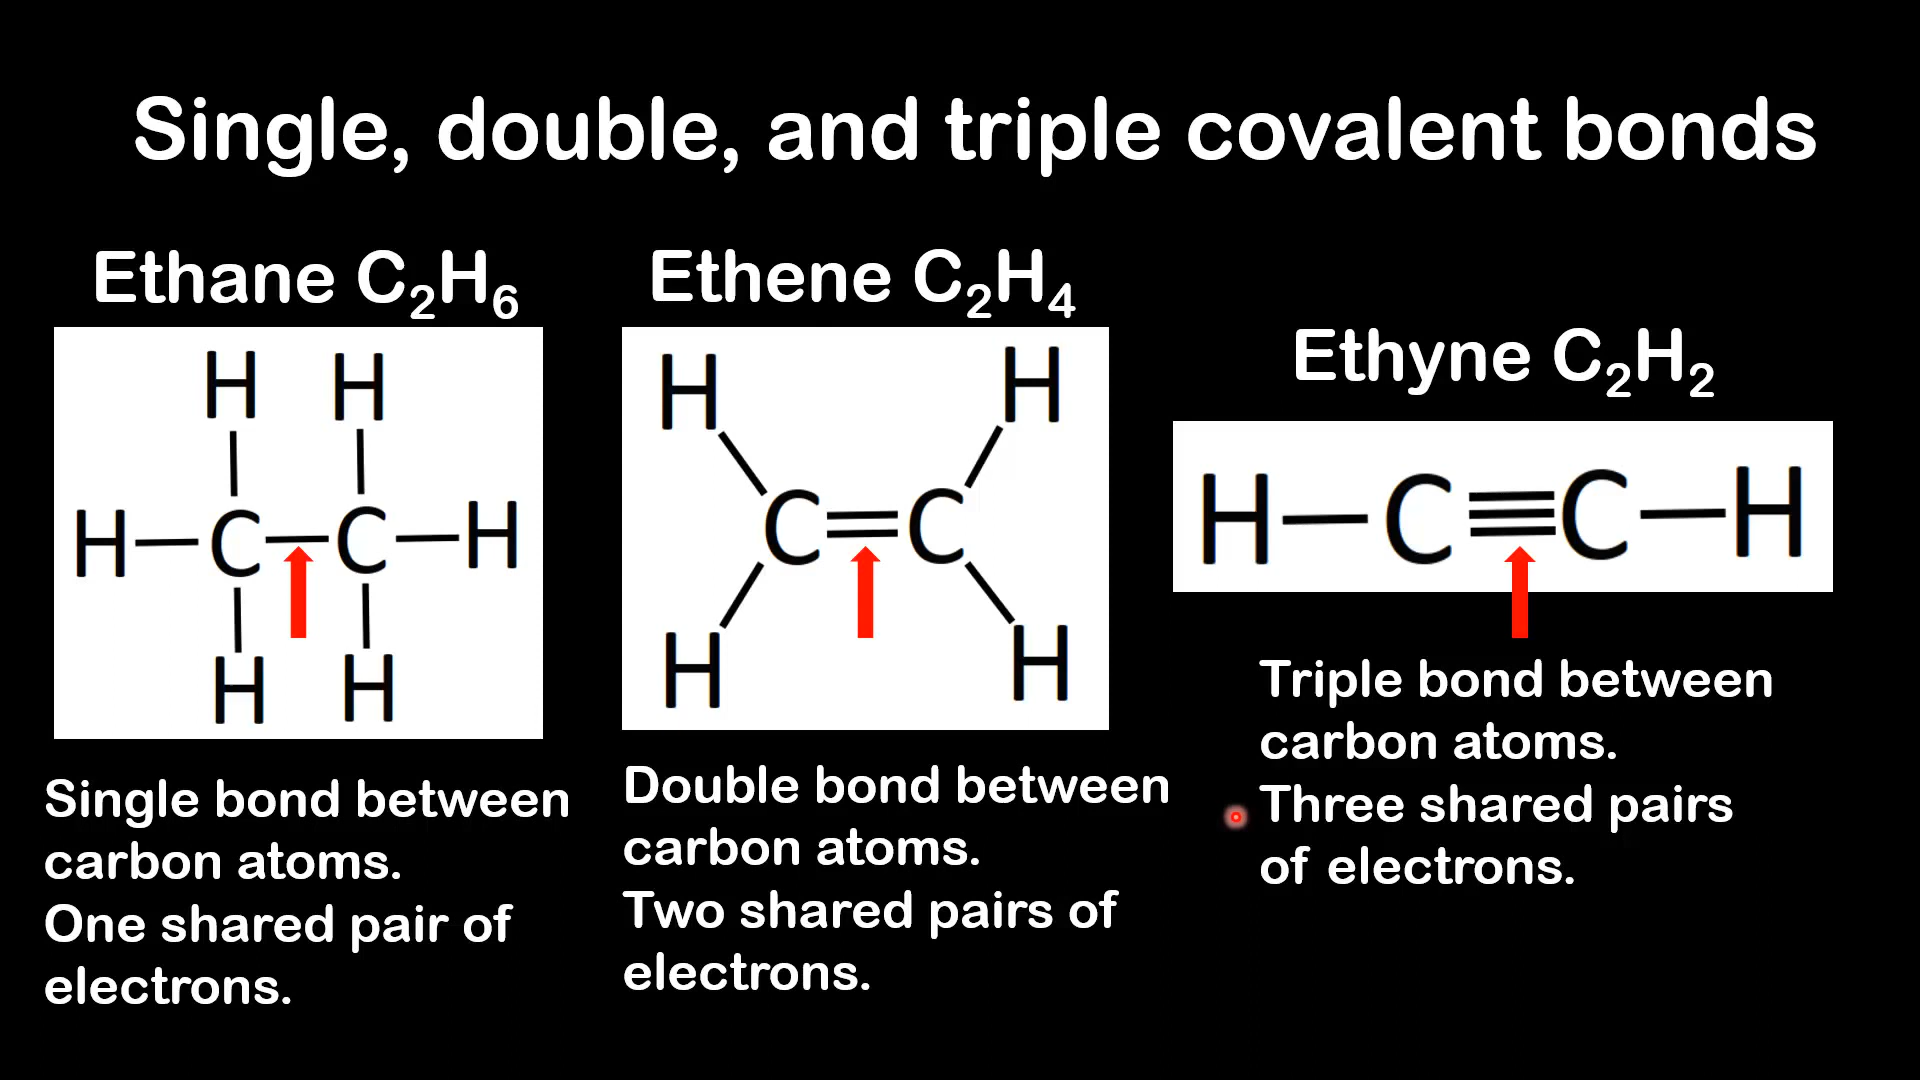 Single, double, and triple covalent bonds
Ethane C₂H₆
H H
H—C—C—H
H H
Single bond between
carbon atoms.
One shared pair of
electrons.
Ethene C₂H₄
H H
C=C
H H
Double bond between
carbon atoms.
Two shared pairs of
electrons.
Ethyne C₂H₂
H—C≡C—H
Triple bond between
carbon atoms.
Three shared pairs
of electrons.